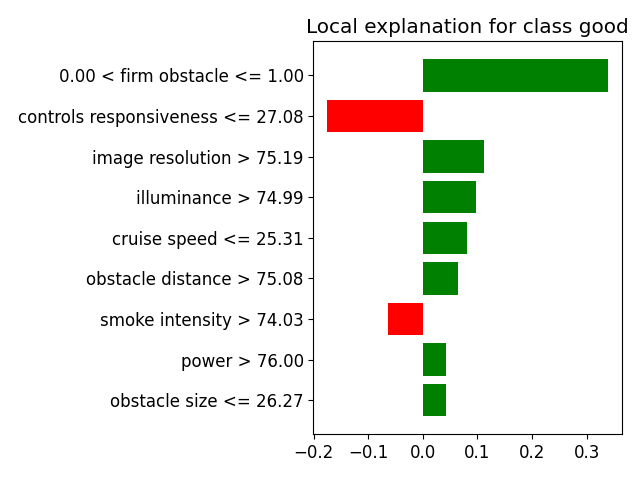 Local explanation for class good
0.00 < firm obstacle <= 1.00
controls responsiveness <= 27.08
image resolution > 75.19
illuminance > 74.99
cruise speed <= 25.31
obstacle distance > 75.08
smoke intensity > 74.03
power > 76.00
obstacle size <= 26.27
−0.2 −0.1 0.0 0.1 0.2 0.3